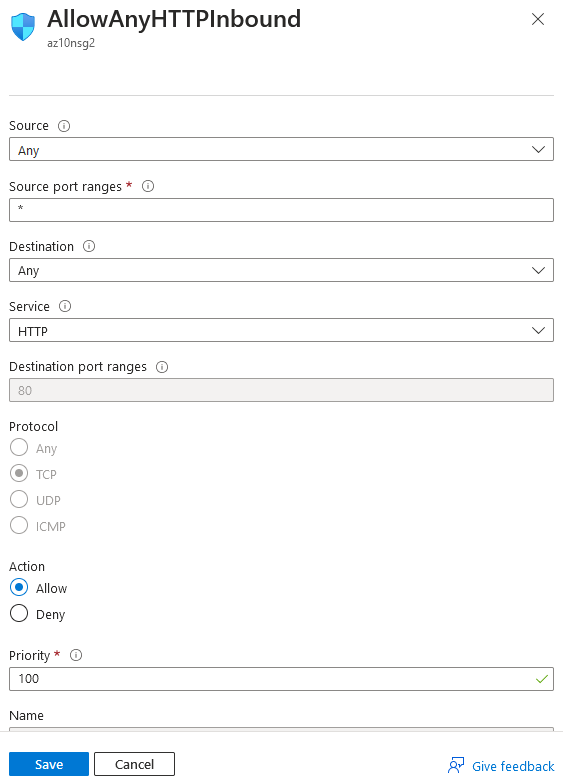 AllowAnyHTTPInbound
az10nsg2
Source
Any
Source port ranges *
*
Destination
Any
Service
HTTP
Destination port ranges
80
Protocol
Any
TCP
UDP
ICMP
Action
Allow
Deny
Priority *
100
Name
Save Cancel Give feedback